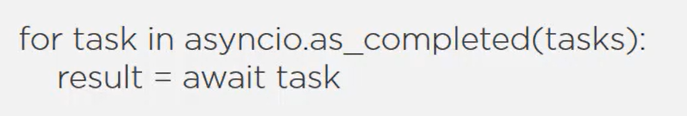 for task in asyncio.as_completed(tasks):
    result = await task